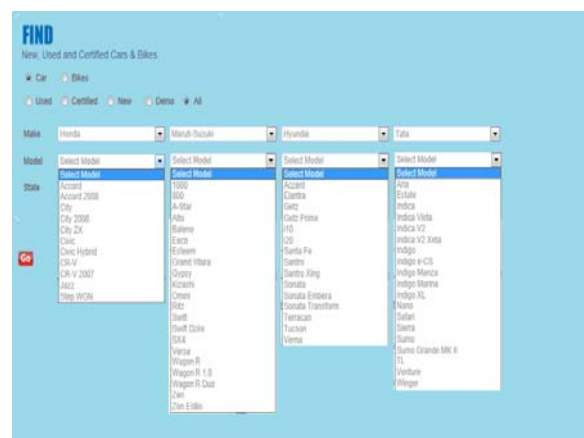 FIND
New, Used and Certified Cars & Bikes
Car Bikes
Used Certified New Demo All
Make Honda Maruti-Suzuki Hyundai Tata
Model Select Model Select Model Select Model Select Model
State
Go
Select Model
Accord
Accord 2008
City
City 2008
City ZX
Civic
Civic Hybrid
CR-V
CR-V 2007
Jazz
Step WGN
Select Model
1000
800
A-Star
Alto
Baleno
Eeco
Esteem
Grand Vitara
Gypsy
Kizashi
Omni
Ritz
Swift
Swift Dzire
SX4
Versa
Wagon R
Wagon R 1.0
Wagon R Duo
Zen
Zen Estilo
Select Model
Accent
Elantra
Getz
Getz Prime
i10
i20
Santa Fe
Santro
Santro Xing
Sonata
Sonata Embera
Sonata Transform
Terracan
Tucson
Verna
Select Model
Aria
Estate
Indica
Indica Vista
Indica V2
Indica V2 Xeta
Indigo
Indigo e-CS
Indigo Manza
Indigo Marina
Indigo XL
Nano
Safari
Sierra
Sumo
Sumo Grande MK II
TL
Venture
Winger